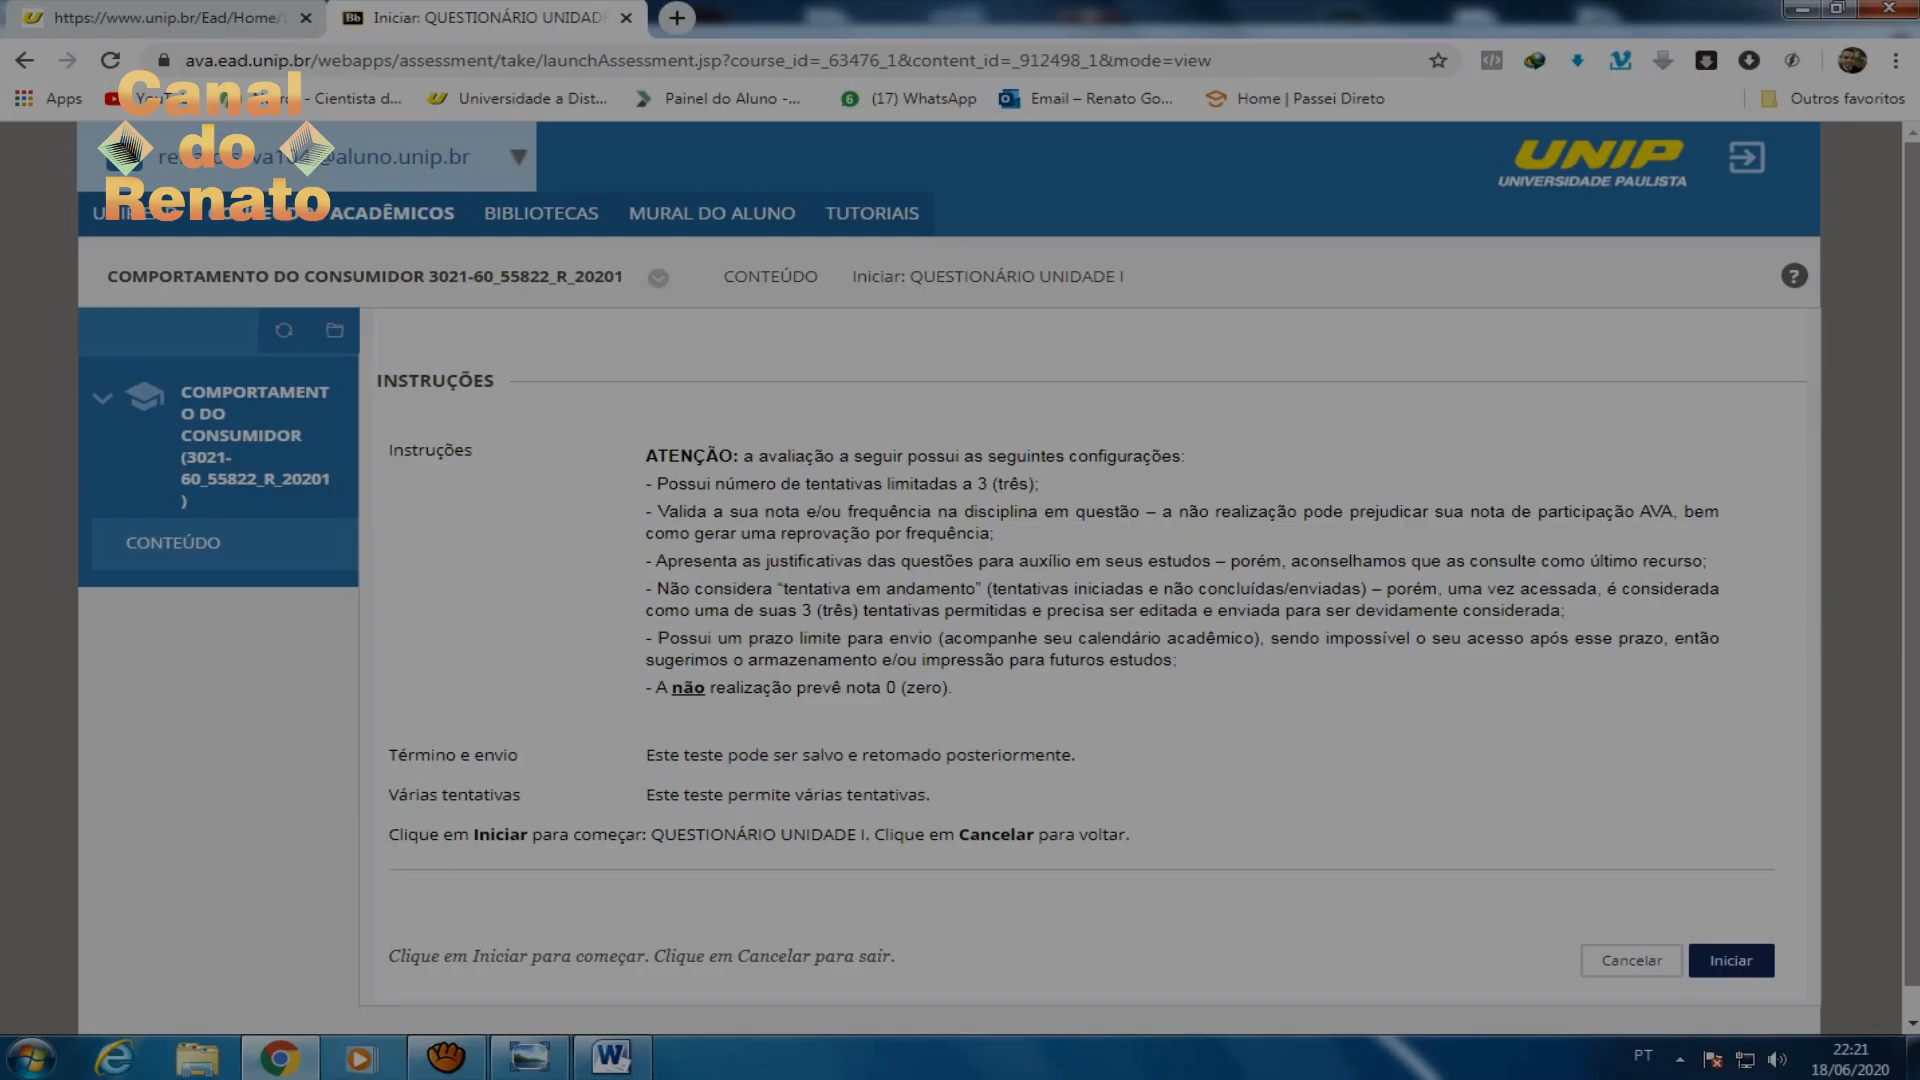 https://www.unip.br/Ead/Home/
Iniciar: QUESTIONÁRIO UNIDADE
ava.ead.unip.br/webapps/assessment/take/launchAssessment.jsp?course_id=_63476_1&content_id=_912498_1&mode=view
Apps
- Cientista d...
Universidade a Dist...
Painel do Aluno -...
(17) WhatsApp
Email – Renato Go...
Home | Passei Direto
Outros favoritos
Canal
do
Renato
@aluno.unip.br
UNIP
UNIVERSIDADE PAULISTA
ACADÊMICOS
BIBLIOTECAS
MURAL DO ALUNO
TUTORIAIS
COMPORTAMENTO DO CONSUMIDOR 3021-60_55822_R_20201
CONTEÚDO
Iniciar: QUESTIONÁRIO UNIDADE I
?
COMPORTAMENT
O DO
CONSUMIDOR
(3021-
60_55822_R_20201
)
CONTEÚDO
INSTRUÇÕES
Instruções
ATENÇÃO: a avaliação a seguir possui as seguintes configurações:
- Possui número de tentativas limitadas a 3 (três);
- Valida a sua nota e/ou frequência na disciplina em questão – a não realização pode prejudicar sua nota de participação AVA, bem
como gerar uma reprovação por frequência;
- Apresenta as justificativas das questões para auxílio em seus estudos – porém, aconselhamos que as consulte como último recurso;
- Não considera “tentativa em andamento” (tentativas iniciadas e não concluídas/enviadas) – porém, uma vez acessada, é considerada
como uma de suas 3 (três) tentativas permitidas e precisa ser editada e enviada para ser devidamente considerada;
- Possui um prazo limite para envio (acompanhe seu calendário acadêmico), sendo impossível o seu acesso após esse prazo, então
sugerimos o armazenamento e/ou impressão para futuros estudos;
- A não realização prevê nota 0 (zero).
Término e envio
Este teste pode ser salvo e retomado posteriormente.
Várias tentativas
Este teste permite várias tentativas.
Clique em Iniciar para começar: QUESTIONÁRIO UNIDADE I. Clique em Cancelar para voltar.
Clique em Iniciar para começar. Clique em Cancelar para sair.
Cancelar
Iniciar
PT
22:21
18/06/2020